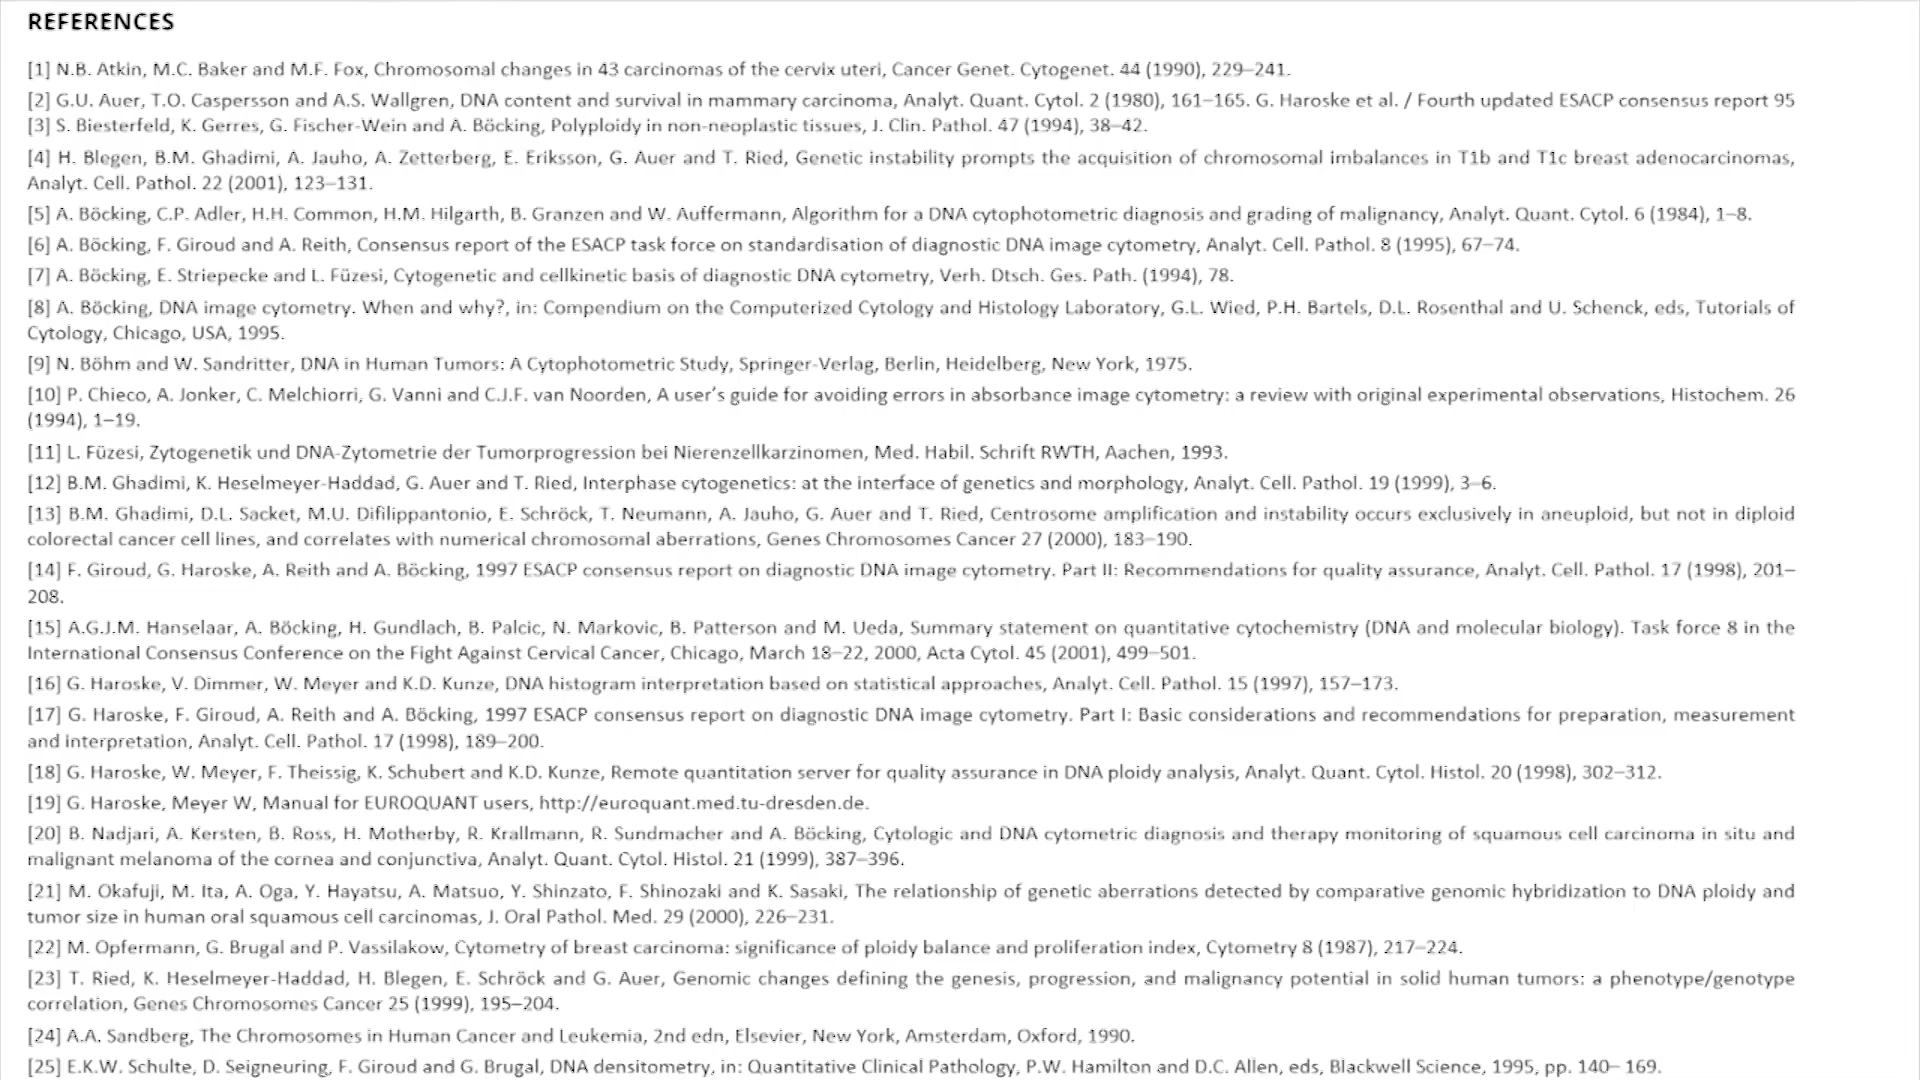 REFERENCES
[1] N.B. Atkin, M.C. Baker and M.F. Fox, Chromosomal changes in 43 carcinomas of the cervix uteri, Cancer Genet. Cytogenet. 44 (1990), 229–241.
[2] G.U. Auer, T.O. Caspersson and A.S. Wallgren, DNA content and survival in mammary carcinoma, Analyt. Quant. Cytol. 2 (1980), 161–165. G. Haroske et al. / Fourth updated ESACP consensus report 95
[3] S. Biesterfeld, K. Gerres, G. Fischer-Wein and A. Böcking, Polyploidy in non-neoplastic tissues, J. Clin. Pathol. 47 (1994), 38–42.
[4] H. Blegen, B.M. Ghadimi, A. Jauho, A. Zetterberg, E. Eriksson, G. Auer and T. Ried, Genetic instability prompts the acquisition of chromosomal imbalances in T1b and T1c breast adenocarcinomas,
Analyt. Cell. Pathol. 22 (2001), 123–131.
[5] A. Böcking, C.P. Adler, H.H. Common, H.M. Hilgarth, B. Granzen and W. Auffermann, Algorithm for a DNA cytophotometric diagnosis and grading of malignancy, Analyt. Quant. Cytol. 6 (1984), 1–8.
[6] A. Böcking, F. Giroud and A. Reith, Consensus report of the ESACP task force on standardisation of diagnostic DNA image cytometry, Analyt. Cell. Pathol. 8 (1995), 67–74.
[7] A. Böcking, E. Striepecke and L. Füzesi, Cytogenetic and cellkinetic basis of diagnostic DNA cytometry, Verh. Dtsch. Ges. Path. (1994), 78.
[8] A. Böcking, DNA image cytometry. When and why?, in: Compendium on the Computerized Cytology and Histology Laboratory, G.L. Wied, P.H. Bartels, D.L. Rosenthal and U. Schenck, eds, Tutorials of
Cytology, Chicago, USA, 1995.
[9] N. Böhm and W. Sandritter, DNA in Human Tumors: A Cytophotometric Study, Springer-Verlag, Berlin, Heidelberg, New York, 1975.
[10] P. Chieco, A. Jonker, C. Melchiorri, G. Vanni and C.J.F. van Noorden, A user’s guide for avoiding errors in absorbance image cytometry: a review with original experimental observations, Histochem. 26
(1994), 1–19.
[11] L. Füzesi, Zytogenetik und DNA-Zytometrie der Tumorprogression bei Nierenzellkarzinomen, Med. Habil. Schrift RWTH, Aachen, 1993.
[12] B.M. Ghadimi, K. Heselmeyer-Haddad, G. Auer and T. Ried, Interphase cytogenetics: at the interface of genetics and morphology, Analyt. Cell. Pathol. 19 (1999), 3–6.
[13] B.M. Ghadimi, D.L. Sacket, M.U. Difilippantonio, E. Schröck, T. Neumann, A. Jauho, G. Auer and T. Ried, Centrosome amplification and instability occurs exclusively in aneuploid, but not in diploid
colorectal cancer cell lines, and correlates with numerical chromosomal aberrations, Genes Chromosomes Cancer 27 (2000), 183–190.
[14] F. Giroud, G. Haroske, A. Reith and A. Böcking, 1997 ESACP consensus report on diagnostic DNA image cytometry. Part II: Recommendations for quality assurance, Analyt. Cell. Pathol. 17 (1998), 201–
208.
[15] A.G.J.M. Hanselaar, A. Böcking, H. Gundlach, B. Palcic, N. Markovic, B. Patterson and M. Ueda, Summary statement on quantitative cytochemistry (DNA and molecular biology). Task force 8 in the
International Consensus Conference on the Fight Against Cervical Cancer, Chicago, March 18–22, 2000, Acta Cytol. 45 (2001), 499–501.
[16] G. Haroske, V. Dimmer, W. Meyer and K.D. Kunze, DNA histogram interpretation based on statistical approaches, Analyt. Cell. Pathol. 15 (1997), 157–173.
[17] G. Haroske, F. Giroud, A. Reith and A. Böcking, 1997 ESACP consensus report on diagnostic DNA image cytometry. Part I: Basic considerations and recommendations for preparation, measurement
and interpretation, Analyt. Cell. Pathol. 17 (1998), 189–200.
[18] G. Haroske, W. Meyer, F. Theissig, K. Schubert and K.D. Kunze, Remote quantitation server for quality assurance in DNA ploidy analysis, Analyt. Quant. Cytol. Histol. 20 (1998), 302–312.
[19] G. Haroske, Meyer W, Manual for EUROQUANT users, http://euroquant.med.tu-dresden.de.
[20] B. Nadjari, A. Kersten, B. Ross, H. Motherby, R. Krallmann, R. Sundmacher and A. Böcking, Cytologic and DNA cytometric diagnosis and therapy monitoring of squamous cell carcinoma in situ and
malignant melanoma of the cornea and conjunctiva, Analyt. Quant. Cytol. Histol. 21 (1999), 387–396.
[21] M. Okafuji, M. Ita, A. Oga, Y. Hayatsu, A. Matsuo, Y. Shinzato, F. Shinozaki and K. Sasaki, The relationship of genetic aberrations detected by comparative genomic hybridization to DNA ploidy and
tumor size in human oral squamous cell carcinomas, J. Oral Pathol. Med. 29 (2000), 226–231.
[22] M. Opfermann, G. Brugal and P. Vassilakow, Cytometry of breast carcinoma: significance of ploidy balance and proliferation index, Cytometry 8 (1987), 217–224.
[23] T. Ried, K. Heselmeyer-Haddad, H. Blegen, E. Schröck and G. Auer, Genomic changes defining the genesis, progression, and malignancy potential in solid human tumors: a phenotype/genotype
correlation, Genes Chromosomes Cancer 25 (1999), 195–204.
[24] A.A. Sandberg, The Chromosomes in Human Cancer and Leukemia, 2nd edn, Elsevier, New York, Amsterdam, Oxford, 1990.
[25] E.K.W. Schulte, D. Seigneuring, F. Giroud and G. Brugal, DNA densitometry, in: Quantitative Clinical Pathology, P.W. Hamilton and D.C. Allen, eds, Blackwell Science, 1995, pp. 140– 169.